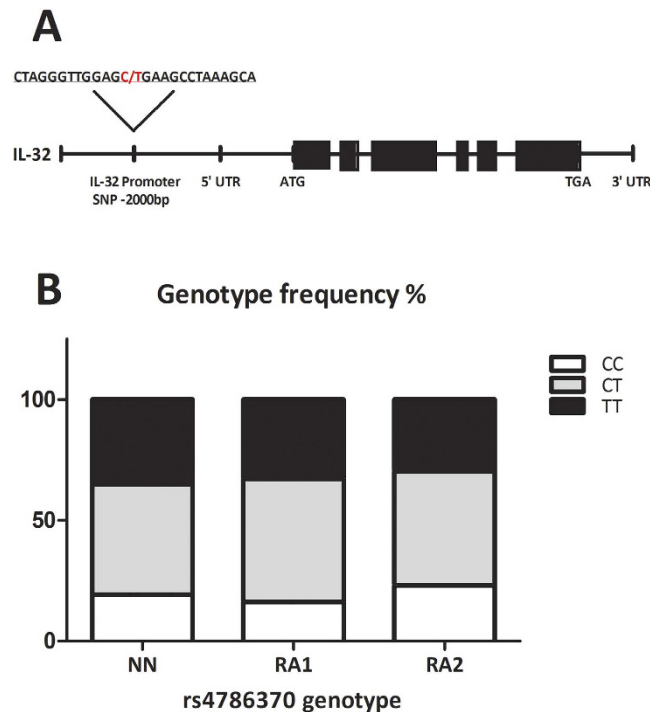 A
CTAGGGTTGGAGC/TGAAGCCTAAAGCA
IL-32
IL-32 Promoter
SNP -2000bp
5' UTR
ATG
TGA
3' UTR
B
Genotype frequency %
CC
CT
TT
100
50
0
NN
RA1
RA2
rs4786370 genotype